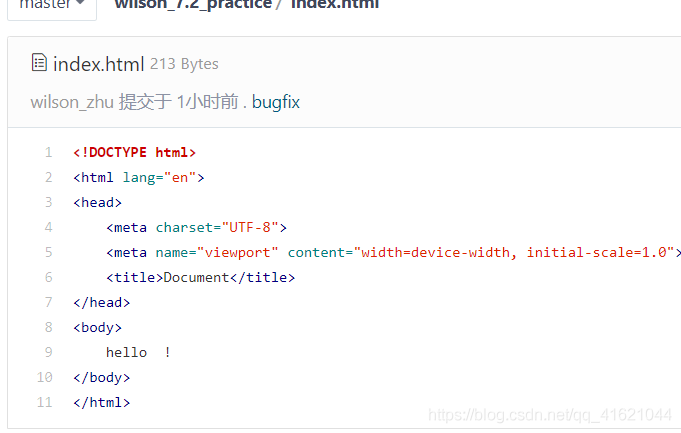 master wilson_7.2_practice / index.html
index.html 213 Bytes
wilson_zhu 提交于 1小时前 . bugfix
1 <!DOCTYPE html>
2 <html lang="en">
3 <head>
4 <meta charset="UTF-8">
5 <meta name="viewport" content="width=device-width, initial-scale=1.0">
6 <title>Document</title>
7 </head>
8 <body>
9 hello !
10 </body>
11 </html>
https://blog.csdn.net/qq_41621044